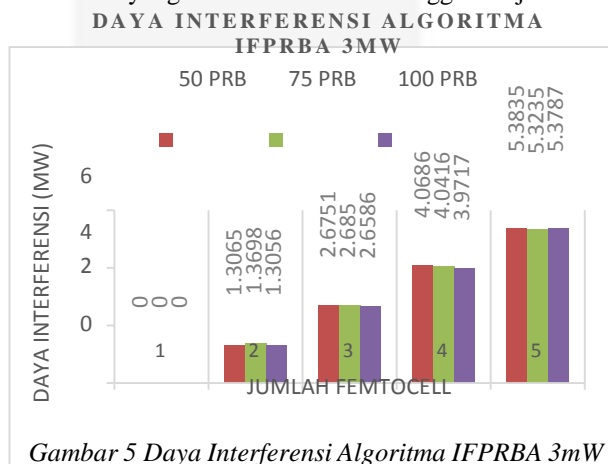 DAYA INTERFERENSI ALGORITMA
IFPRBA 3MW
50 PRB 75 PRB 100 PRB
DAYA INTERFERENSI (MW)
6
4
2
0
0 0 0
1.3065 1.3698 1.3056
2.6751 2.685 2.6586
4.0686 4.0416 3.9717
5.3835 5.3235 5.3787
1 2 3 4 5
JUMLAH FEMTOCELL
Gambar 5 Daya Interferensi Algoritma IFPRBA 3mW